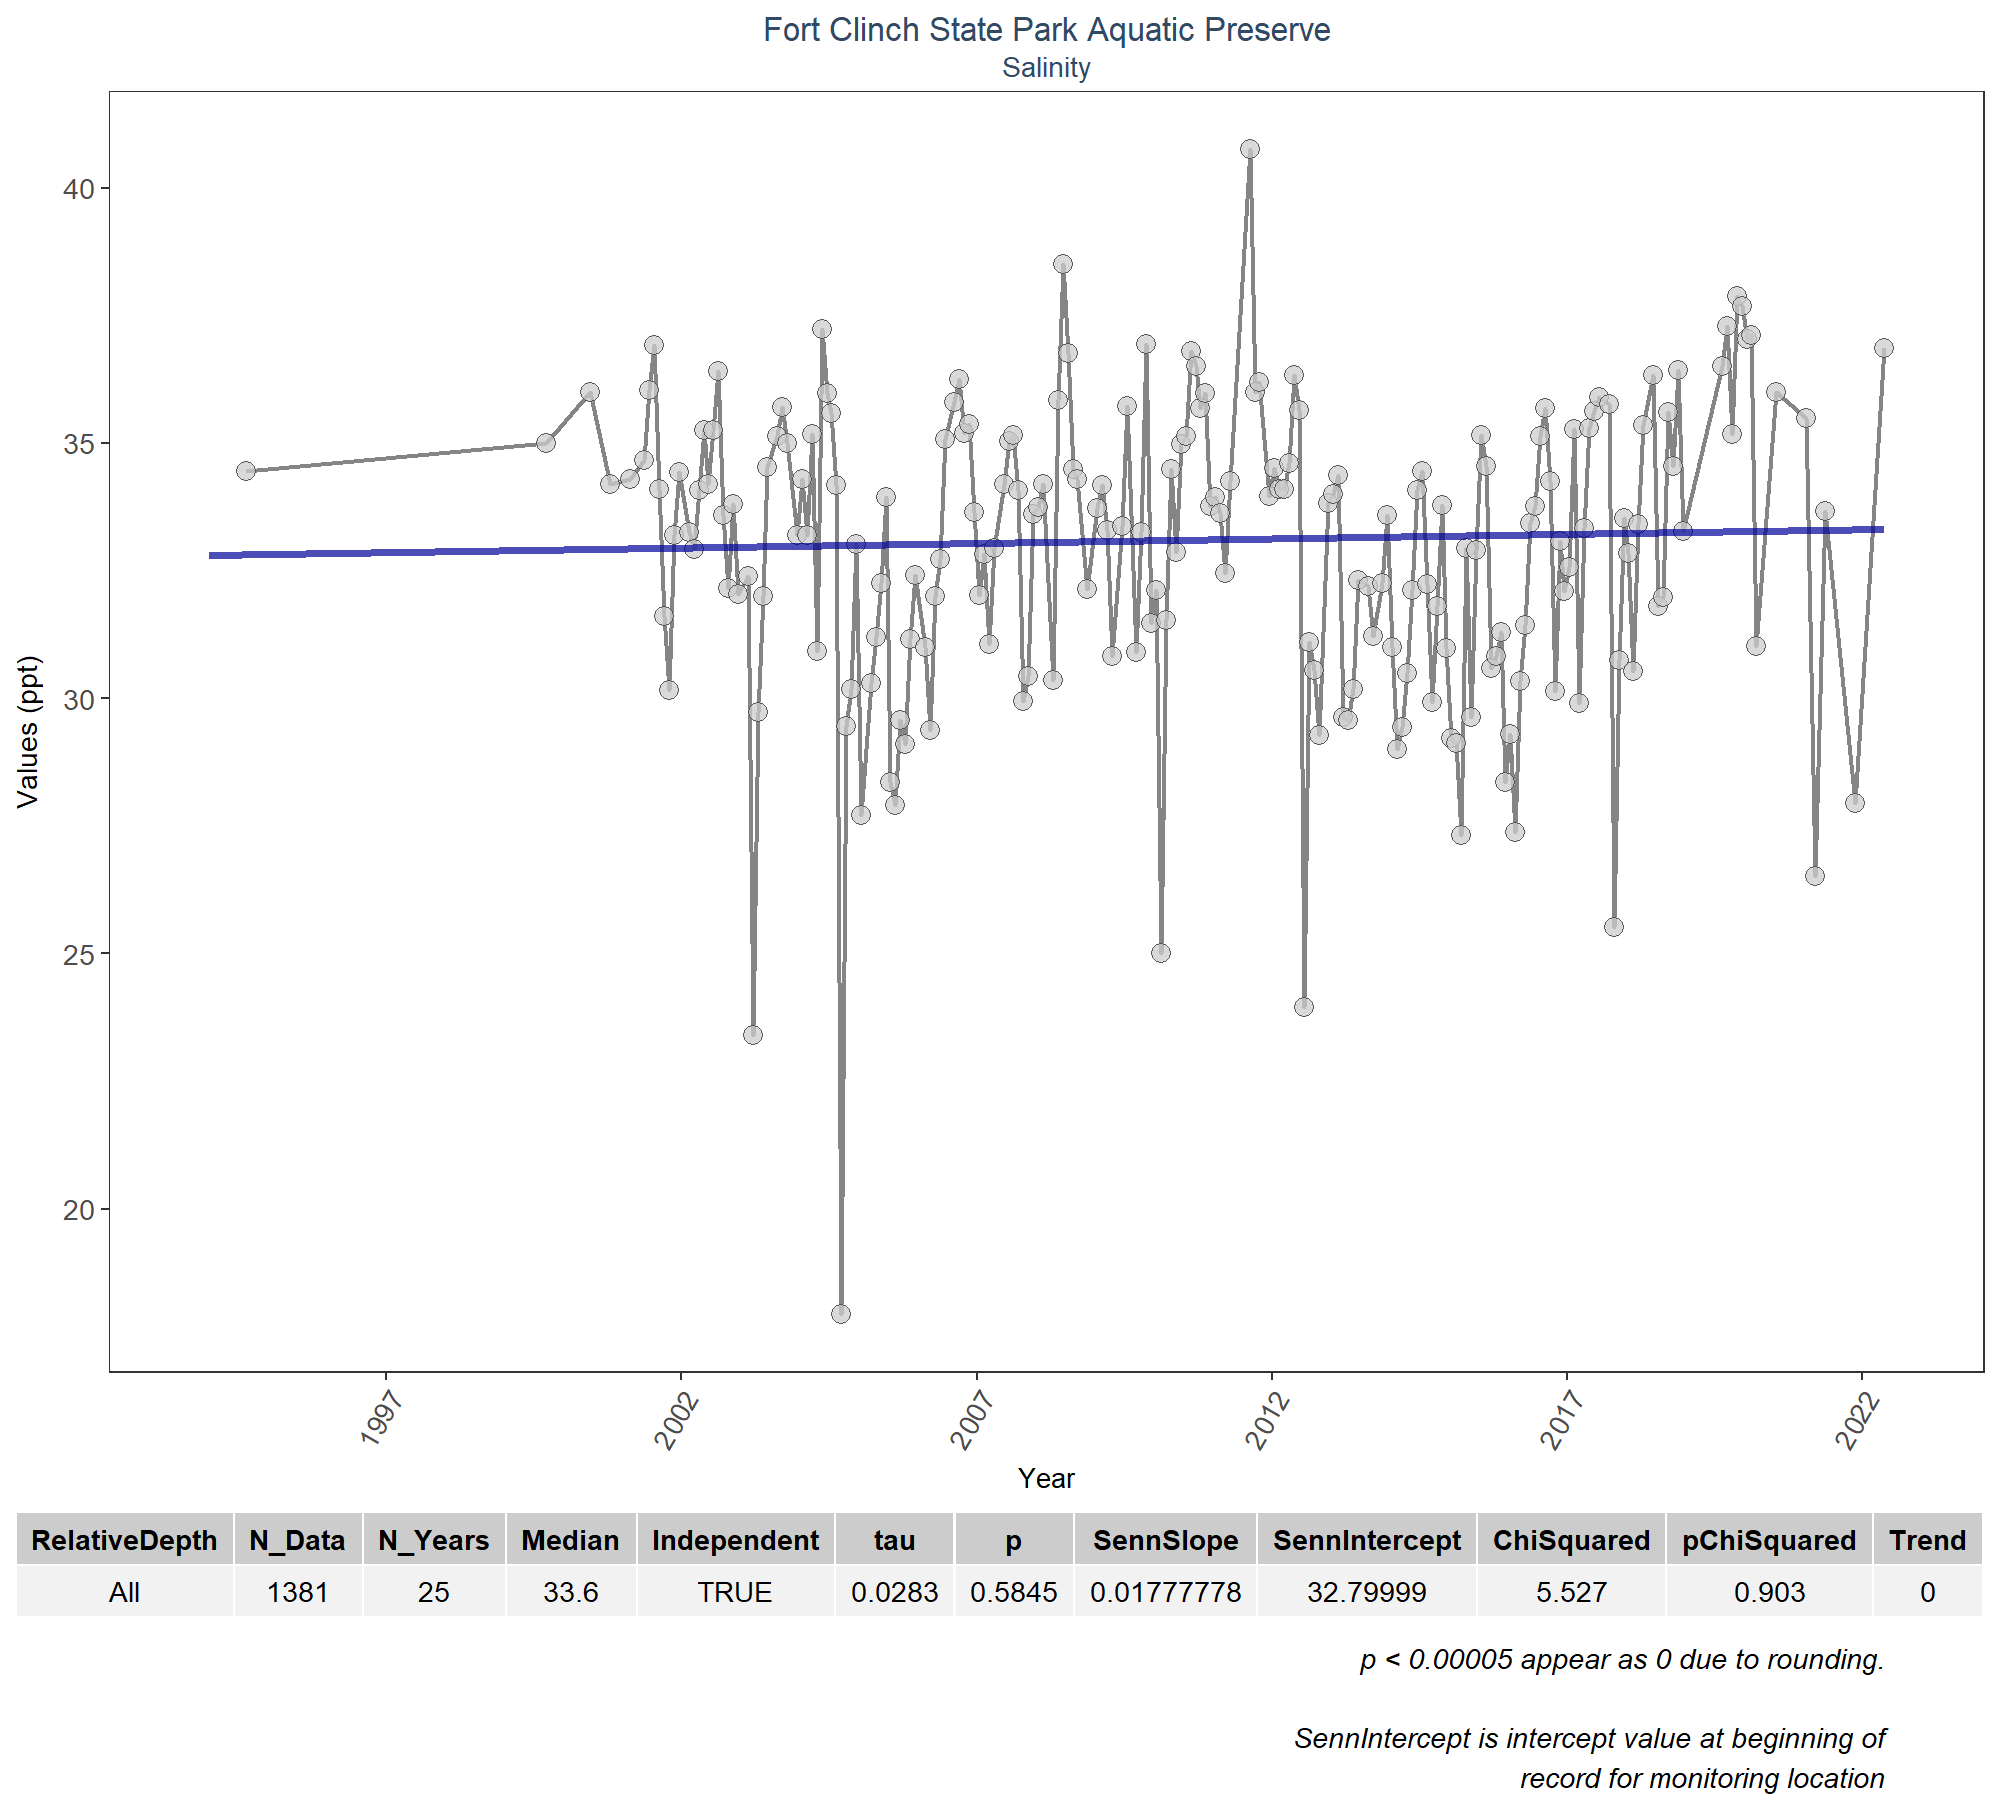 Fort Clinch State Park Aquatic Preserve
Salinity
40
35
30
25
20
Values (ppt)
1997
2002
2007
2012
2017
2022
Year
RelativeDepth N_Data N_Years Median Independent tau p SennSlope SennIntercept ChiSquared pChiSquared Trend
All 1381 25 33.6 TRUE 0.0283 0.5845 0.01777778 32.79999 5.527 0.903 0
p < 0.00005 appear as 0 due to rounding.
SennIntercept is intercept value at beginning of
record for monitoring location